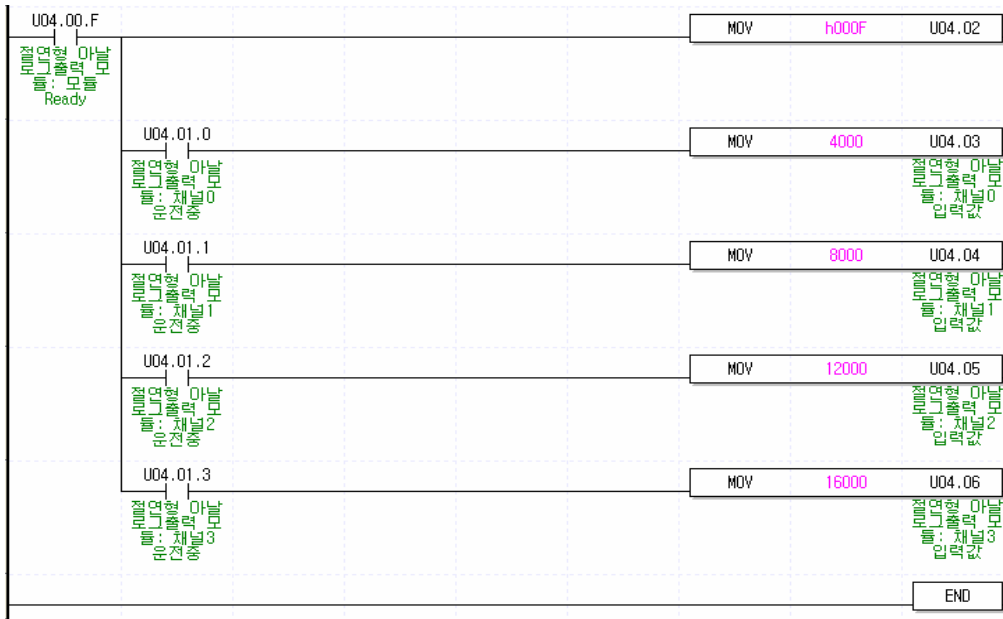 U04.00.F
MOV h000F U04.02
절연형 아날
로그출력 모
듈: 모듈
Ready
U04.01.0
MOV 4000 U04.03
절연형 아날
로그출력 모
듈: 채널0
운전중
절연형 아날
로그출력 모
듈: 채널0
입력값
U04.01.1
MOV 8000 U04.04
절연형 아날
로그출력 모
듈: 채널1
운전중
절연형 아날
로그출력 모
듈: 채널1
입력값
U04.01.2
MOV 12000 U04.05
절연형 아날
로그출력 모
듈: 채널2
운전중
절연형 아날
로그출력 모
듈: 채널2
입력값
U04.01.3
MOV 16000 U04.06
절연형 아날
로그출력 모
듈: 채널3
운전중
절연형 아날
로그출력 모
듈: 채널3
입력값
END